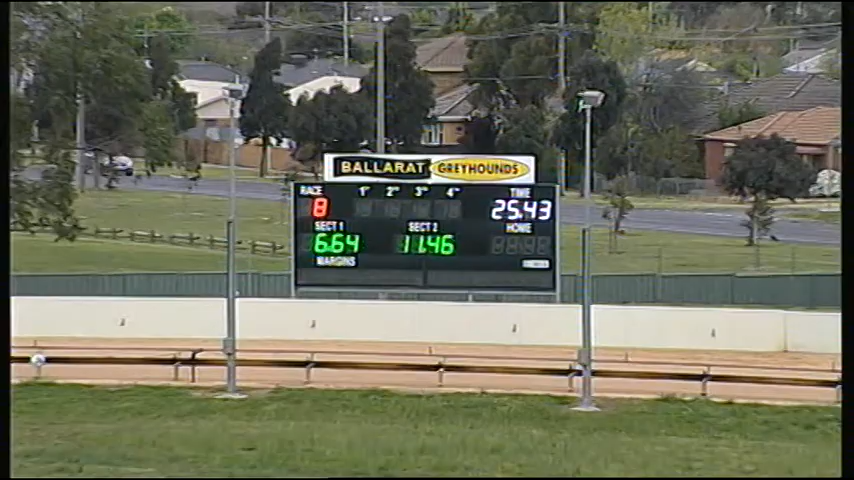 BALLARAT GREYHOUNDS
RACE 1ST 2ND 3RD 4TH TIME
8 25.43
SECT 1 SECT 2 HOME
6.64 11.46
MARGINS